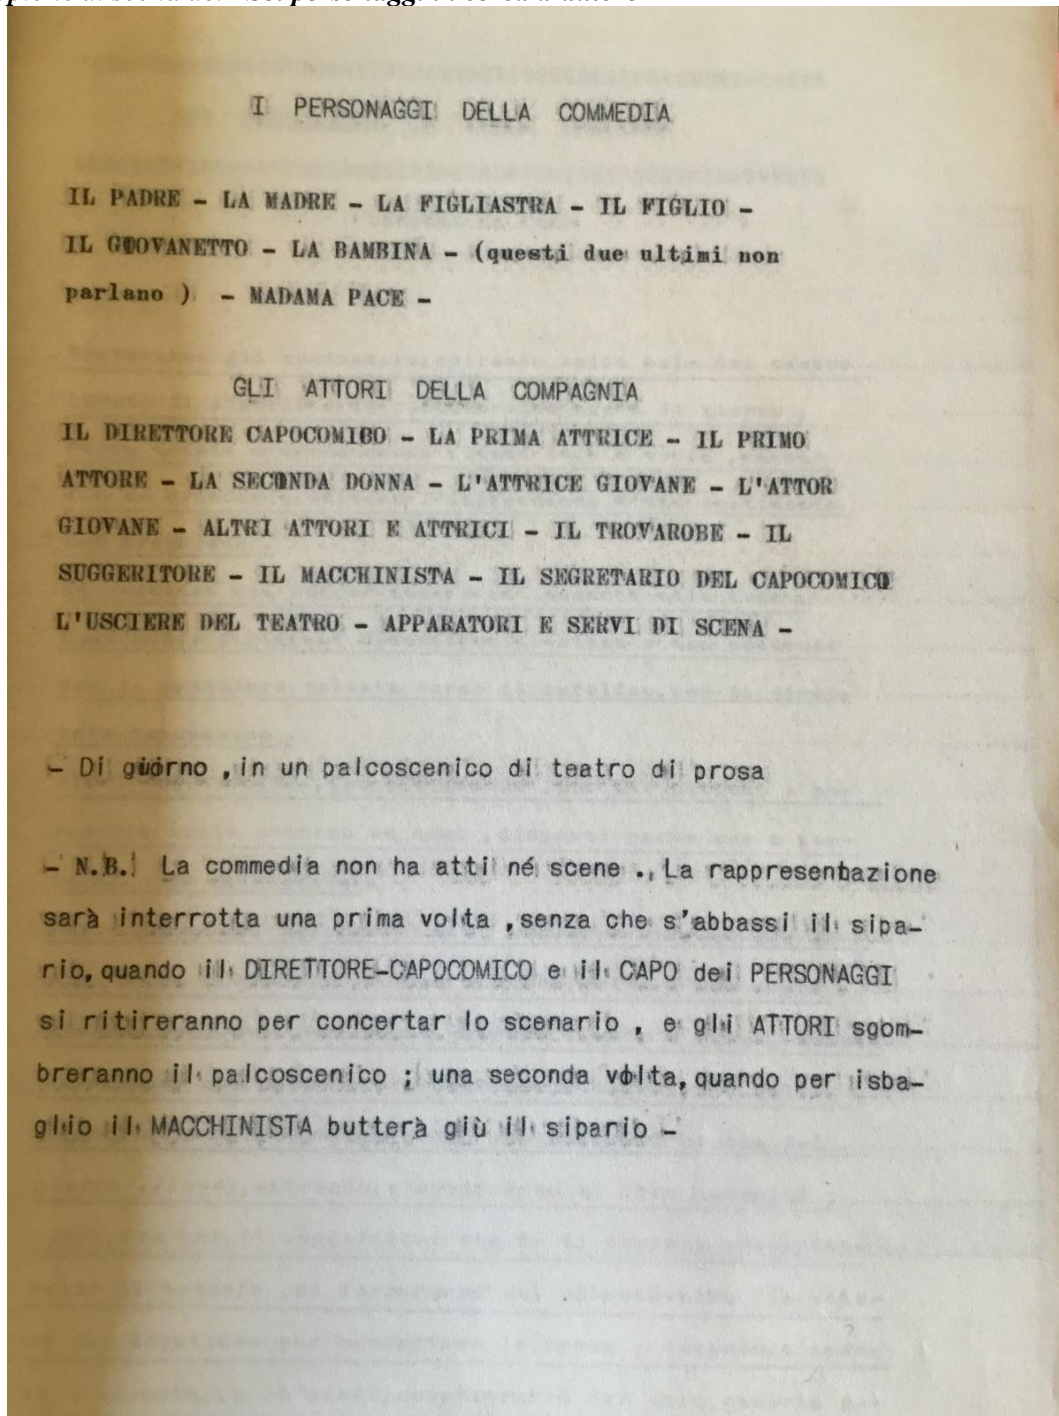 I PERSONAGGI DELLA COMMEDIA
IL PADRE - LA MADRE - LA FIGLIASTRA - IL FIGLIO -
IL GIOVANETTO - LA BAMBINA - (questi due ultimi non
parlano ) - MADAMA PACE -
GLI ATTORI DELLA COMPAGNIA
IL DIRETTORE CAPOCOMICO - LA PRIMA ATTRICE - IL PRIMO
ATTORE - LA SECONDA DONNA - L'ATTRICE GIOVANE - L'ATTOR
GIOVANE - ALTRI ATTORI E ATTRICI - IL TROVAROBE - IL
SUGGERITORE - IL MACCHINISTA - IL SEGRETARIO DEL CAPOCOMICO
L'USCIERE DEL TEATRO - APPARATORI E SERVI DI SCENA -
- Di giorno ,in un palcoscenico di teatro di prosa
- N.B. La commedia non ha atti né scene ., La rappresentazione
sarà interrotta una prima volta ,senza che s'abbassi il sipa-
rio, quando il DIRETTORE-CAPOCOMICO e il CAPO dei PERSONAGGI
si ritireranno per concertar lo scenario , e gli ATTORI sgom-
breranno il palcoscenico ; una seconda volta, quando per isba-
glio il MACCHINISTA butterà giù il sipario -